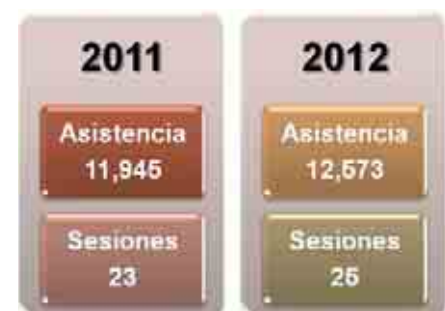 2011
Asistencia
11,945
Sesiones
23
2012
Asistencia
12,573
Sesiones
25